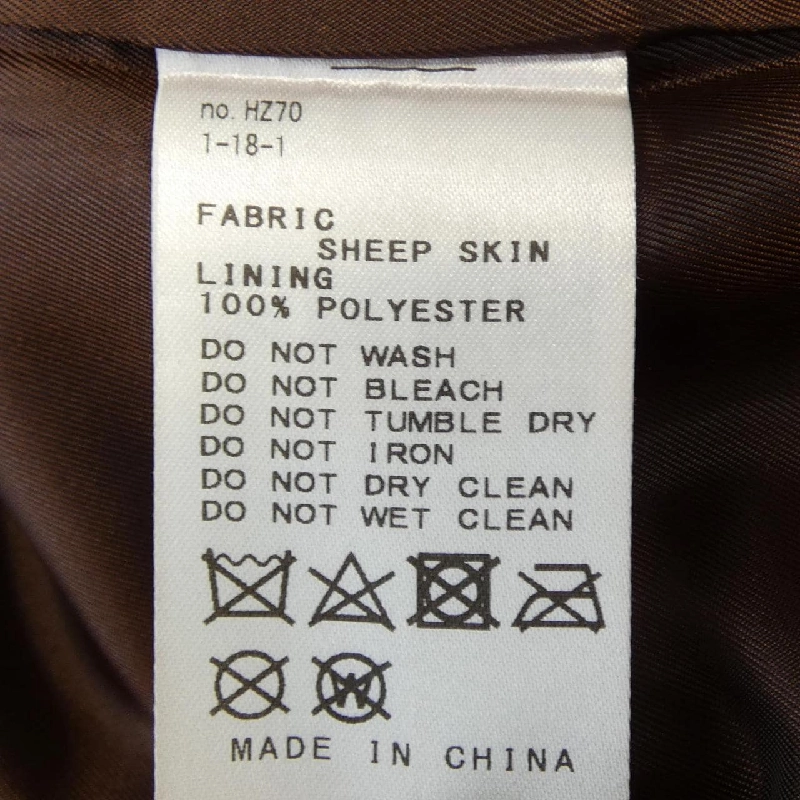 no. HZ70
1-18-1
FABRIC
SHEEP SKIN
LINING
100% POLYESTER
DO NOT WASH
DO NOT BLEACH
DO NOT TUMBLE DRY
DO NOT IRON
DO NOT DRY CLEAN
DO NOT WET CLEAN
W
MADE IN CHINA